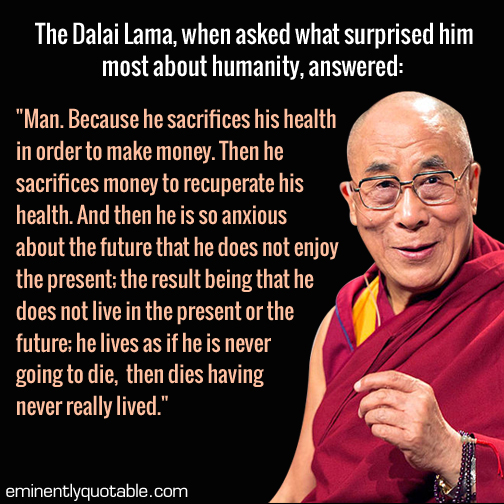 The Dalai Lama, when asked what surprised him
most about humanity, answered:
"Man. Because he sacrifices his health
in order to make money. Then he
sacrifices money to recuperate his
health. And then he is so anxious
about the future that he does not enjoy
the present; the result being that he
does not live in the present or the
future; he lives as if he is never
going to die, then dies having
never really lived."
eminentlyquotable.com